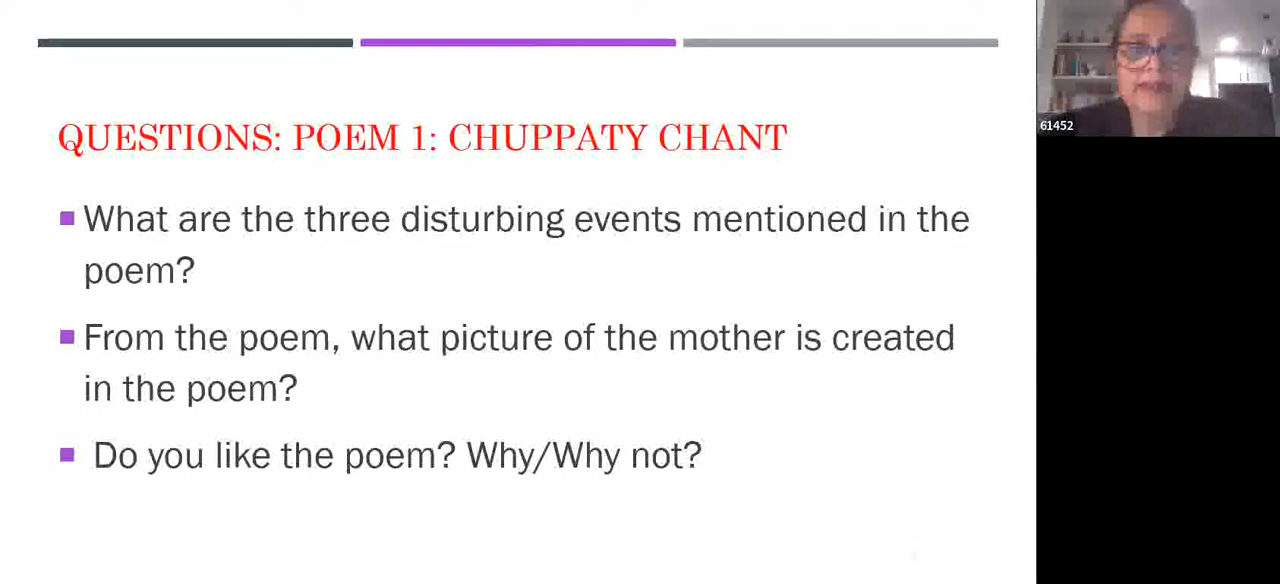 QUESTIONS: POEM 1: CHUPPATY CHANT
What are the three disturbing events mentioned in the
poem?
From the poem, what picture of the mother is created
in the poem?
Do you like the poem? Why/Why not?
61452